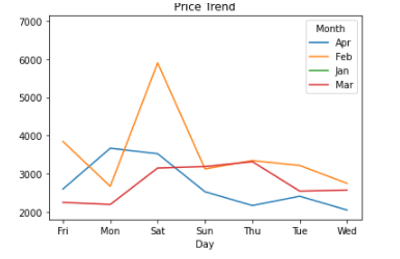 Price Trend
7000
6000
5000
4000
3000
2000
Month
Apr
Feb
Jan
Mar
Fri Mon Sat Sun Thu Tue Wed
Day